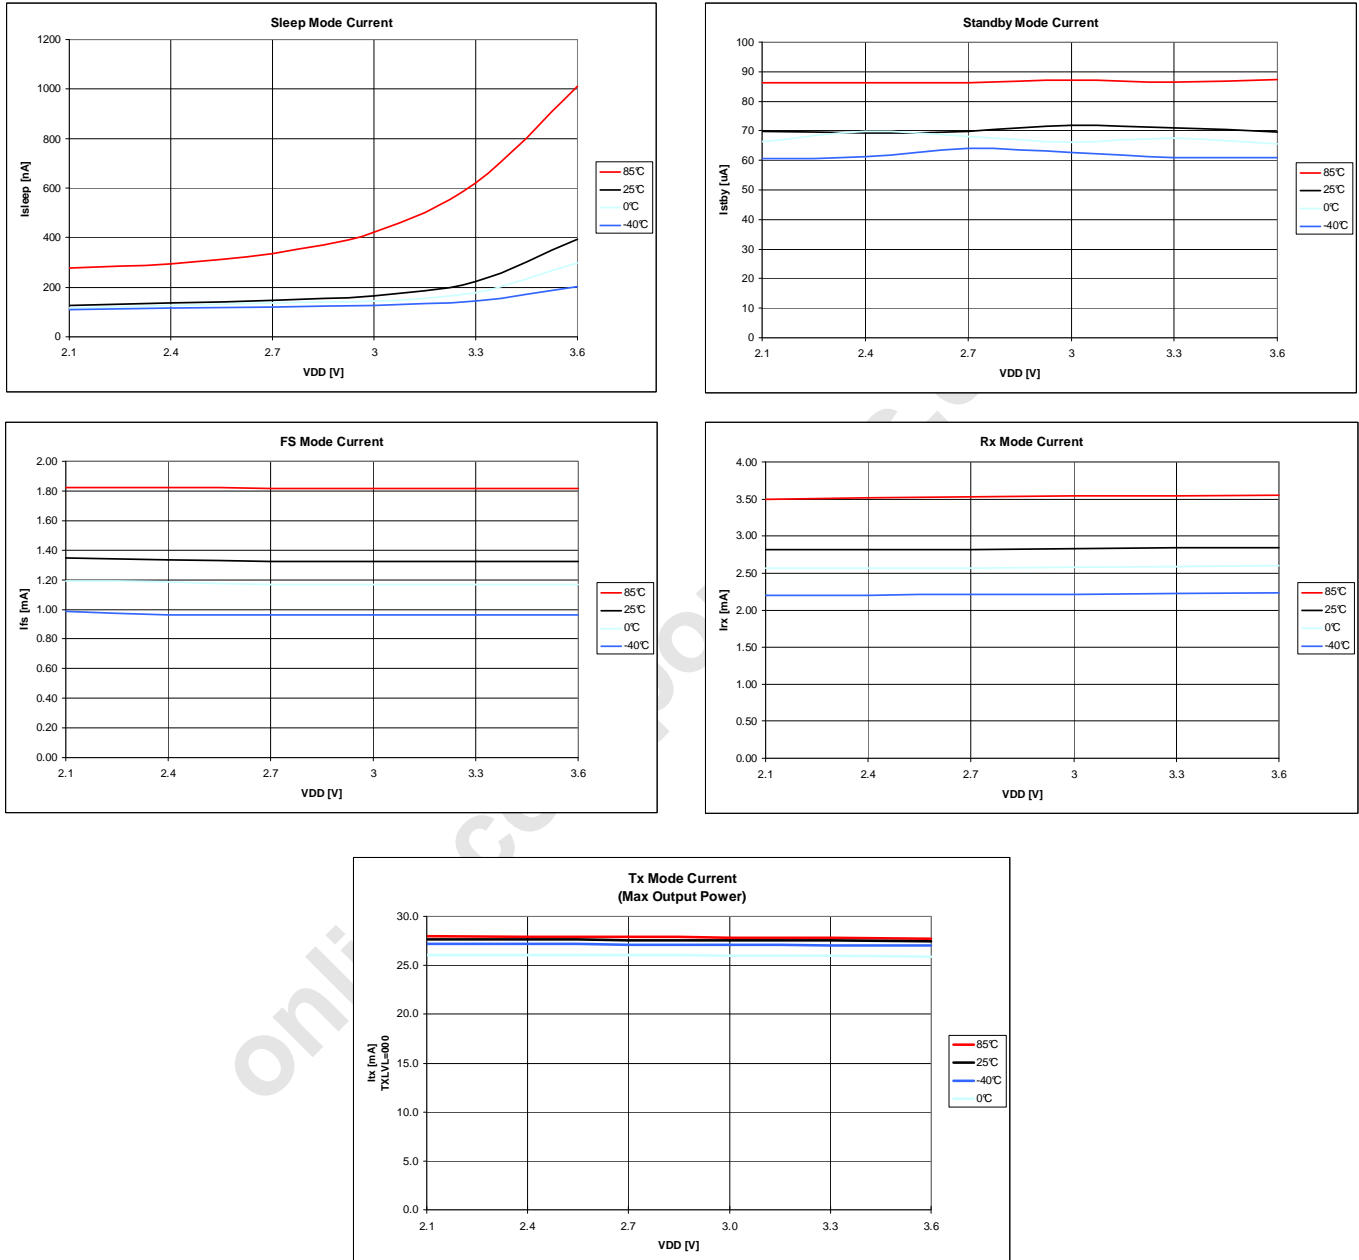 Sleep Mode Current
1200
1000
800
600
400
200
0
Isleep [nA]
2.1 2.4 2.7 3 3.3 3.6
VDD [V]
85°C
25°C
0°C
-40°C
Standby Mode Current
100
90
80
70
60
50
40
30
20
10
0
Istby [uA]
2.1 2.4 2.7 3 3.3 3.6
VDD [V]
85°C
25°C
0°C
-40°C
FS Mode Current
2.00
1.80
1.60
1.40
1.20
1.00
0.80
0.60
0.40
0.20
0.00
Ifs [mA]
2.1 2.4 2.7 3 3.3 3.6
VDD [V]
85°C
25°C
0°C
-40°C
Rx Mode Current
4.00
3.50
3.00
2.50
2.00
1.50
1.00
0.50
0.00
Irx [mA]
2.1 2.4 2.7 3 3.3 3.6
VDD [V]
85°C
25°C
0°C
-40°C
Tx Mode Current
(Max Output Power)
30.0
25.0
20.0
15.0
10.0
5.0
0.0
Itx [mA]
TXLVL=000
2.1 2.4 2.7 3.0 3.3 3.6
VDD [V]
85°C
25°C
-40°C
0°C